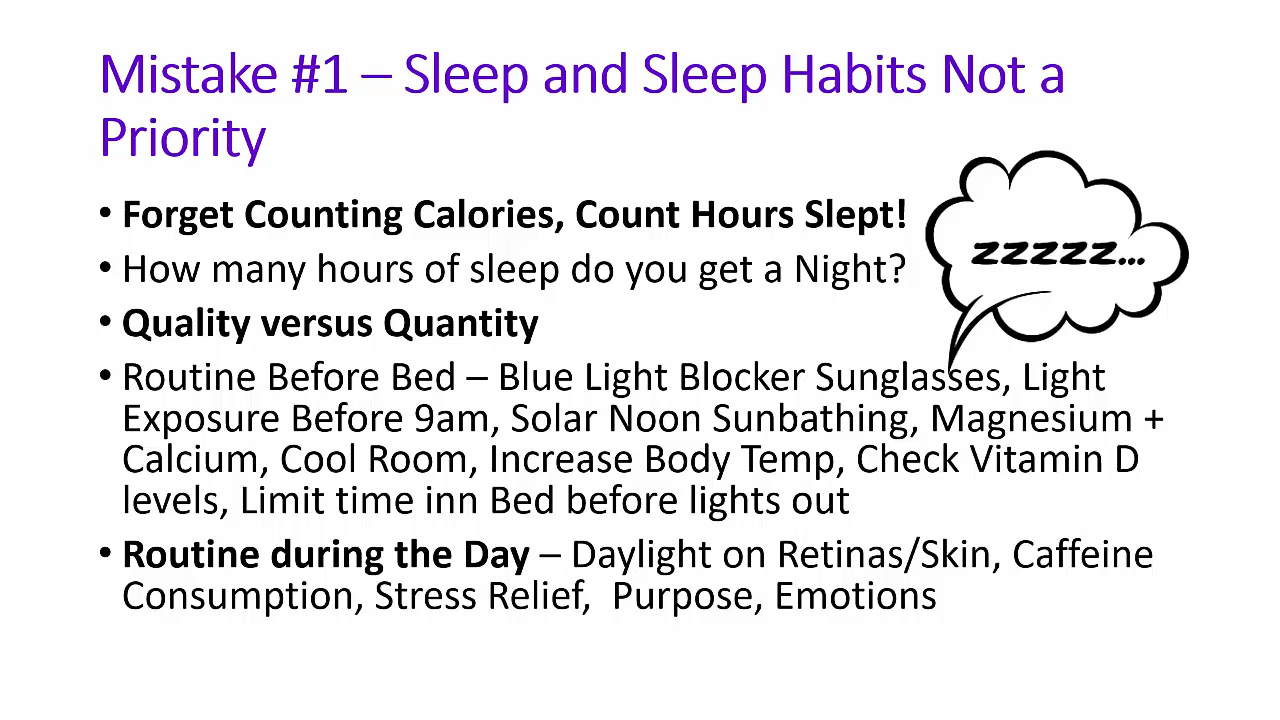 Mistake #1 – Sleep and Sleep Habits Not a
Priority
• Forget Counting Calories, Count Hours Slept!
• How many hours of sleep do you get a Night?
zzzzz...
• Quality versus Quantity
• Routine Before Bed – Blue Light Blocker Sunglasses, Light
Exposure Before 9am, Solar Noon Sunbathing, Magnesium +
Calcium, Cool Room, Increase Body Temp, Check Vitamin D
levels, Limit time inn Bed before lights out
• Routine during the Day – Daylight on Retinas/Skin, Caffeine
Consumption, Stress Relief,  Purpose, Emotions